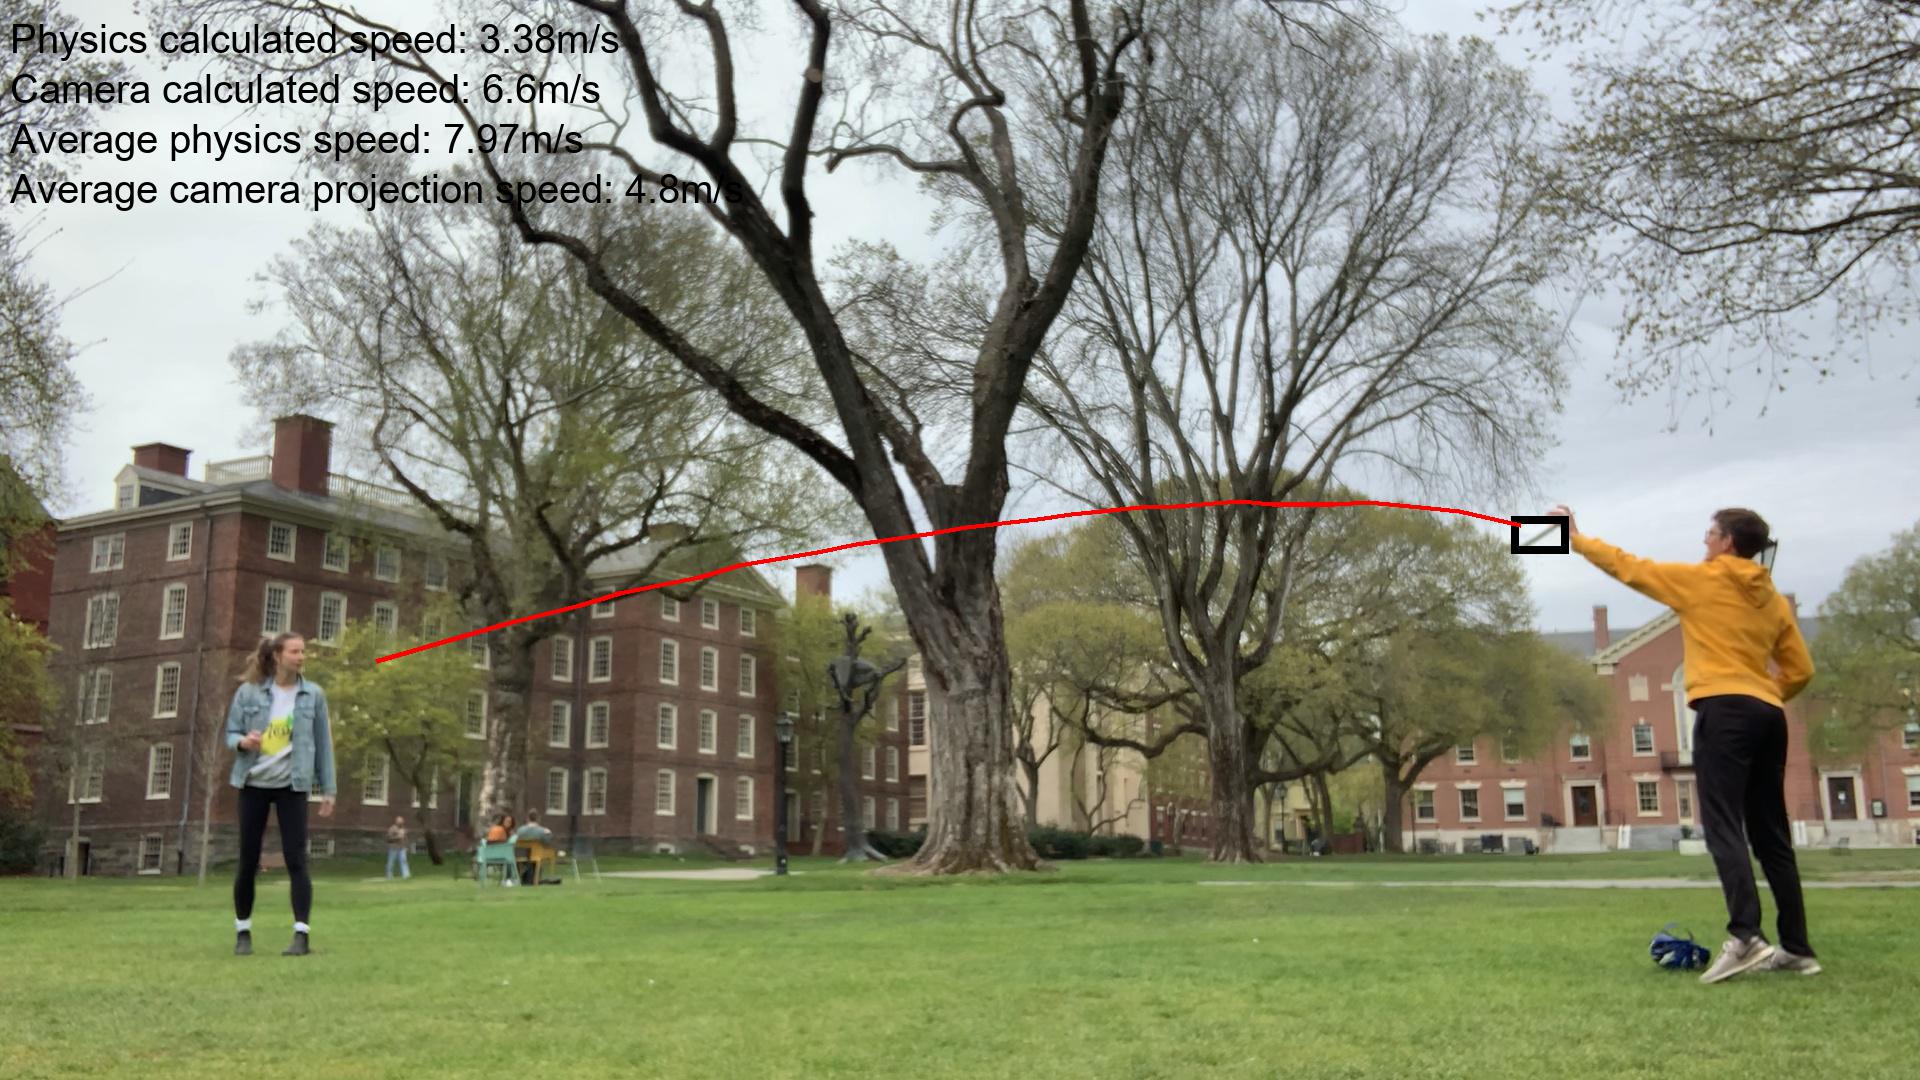 Physics calculated speed: 3.38m/s
Camera calculated speed: 6.6m/s
Average physics speed: 7.97m/s
Average camera projection speed: 4.8m/s